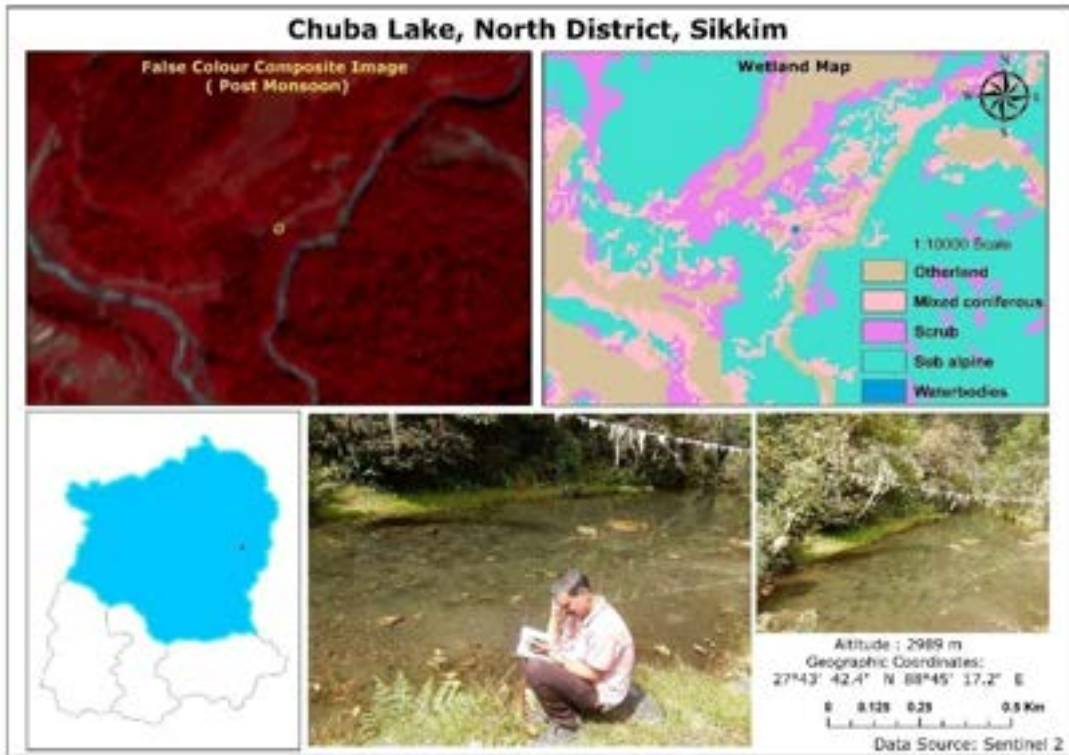 Chuba Lake, North District, Sikkim
False Colour Composite Image
( Post Monsoon)
Wetland Map
N
W E
S
1:10000 Scale
Otherland
Mixed coniferous
Scrub
Sub alpine
Waterbodies
Altitude : 2989 m
Geographic Coordinates:
27°43' 42.4" N 88°45' 17.2" E
0 0.125 0.25 0.5 Km
Data Source: Sentinel 2